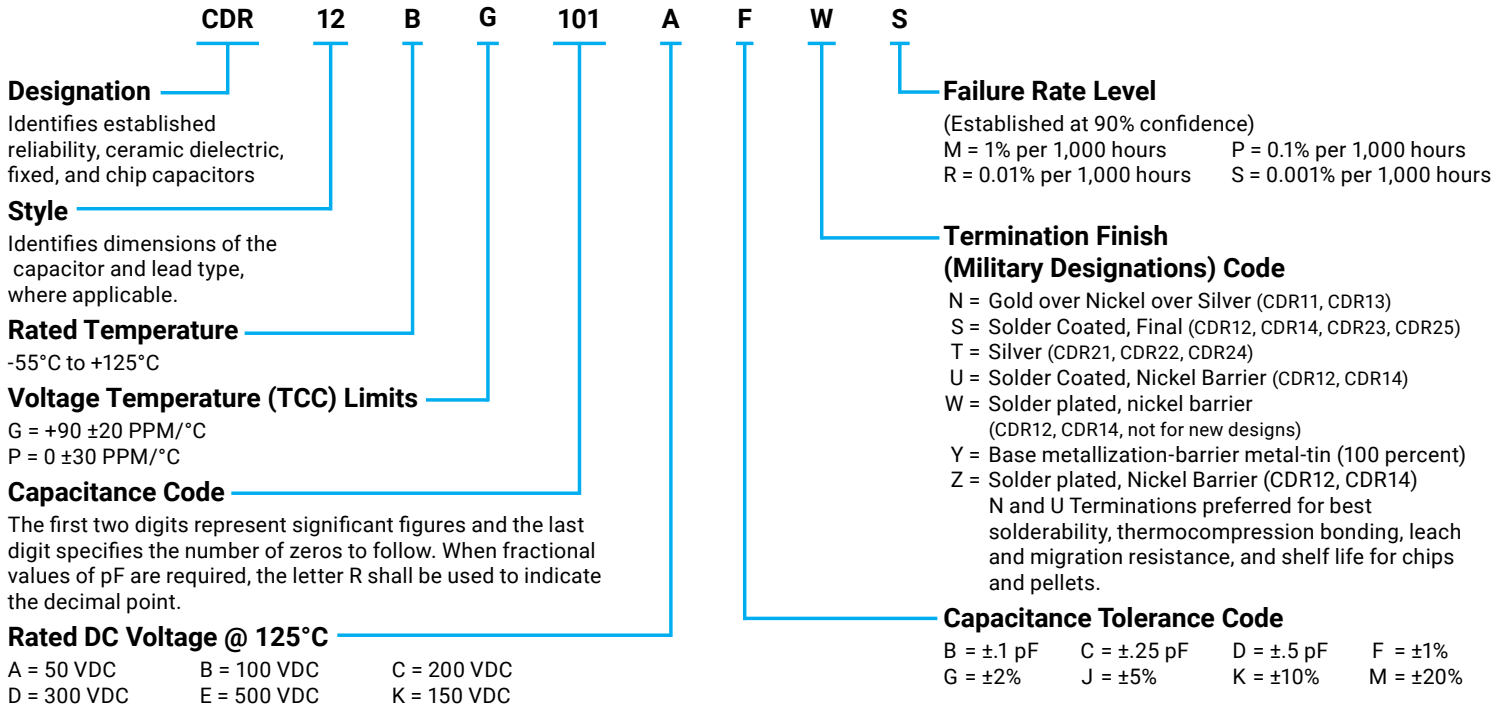 CDR 12 B G 101 A F W S
Designation
Identifies established
reliability, ceramic dielectric,
fixed, and chip capacitors
Style
Identifies dimensions of the
capacitor and lead type,
where applicable.
Rated Temperature
-55°C to +125°C
Voltage Temperature (TCC) Limits
G = +90 ±20 PPM/°C
P = 0 ±30 PPM/°C
Capacitance Code
The first two digits represent significant figures and the last
digit specifies the number of zeros to follow. When fractional
values of pF are required, the letter R shall be used to indicate
the decimal point.
Rated DC Voltage @ 125°C
A = 50 VDC B = 100 VDC C = 200 VDC
D = 300 VDC E = 500 VDC K = 150 VDC
Failure Rate Level
(Established at 90% confidence)
M = 1% per 1,000 hours P = 0.1% per 1,000 hours
R = 0.01% per 1,000 hours S = 0.001% per 1,000 hours
Termination Finish
(Military Designations) Code
N = Gold over Nickel over Silver (CDR11, CDR13)
S = Solder Coated, Final (CDR12, CDR14, CDR23, CDR25)
T = Silver (CDR21, CDR22, CDR24)
U = Solder Coated, Nickel Barrier (CDR12, CDR14)
W = Solder plated, nickel barrier
(CDR12, CDR14, not for new designs)
Y = Base metallization-barrier metal-tin (100 percent)
Z = Solder plated, Nickel Barrier (CDR12, CDR14)
N and U Terminations preferred for best
solderability, thermocompression bonding, leach
and migration resistance, and shelf life for chips
and pellets.
Capacitance Tolerance Code
B = ±.1 pF C = ±.25 pF D = ±.5 pF F = ±1%
G = ±2% J = ±5% K = ±10% M = ±20%